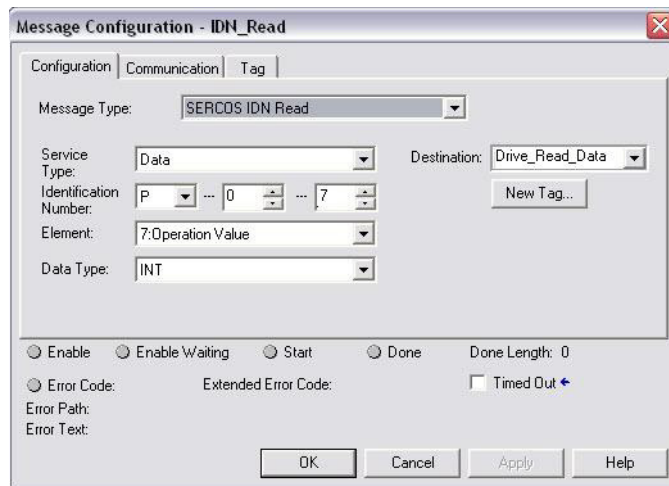 Message Configuration - IDN_Read
Configuration Communication Tag
Message Type: SERCOS IDN Read
Service Type: Data Destination: Drive_Read_Data
Identification Number: P --- 0 --- 7 New Tag...
Element: 7:Operation Value
Data Type: INT
Enable Enable Waiting Start Done Done Length: 0
Error Code: Extended Error Code: Timed Out
Error Path:
Error Text:
OK Cancel Apply Help